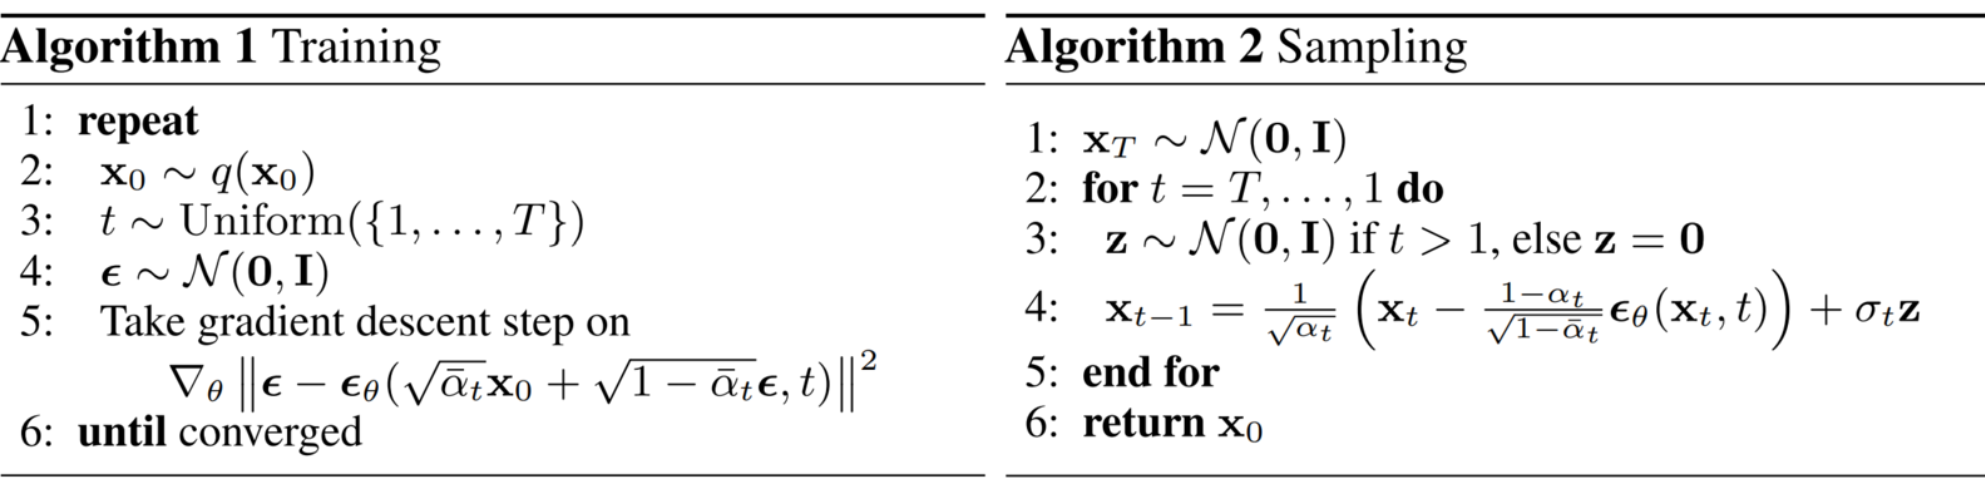 Algorithm 1 Training
1: repeat
2: x₀ ∼ q(x₀)
3: t ∼ Uniform({1, . . . , T})
4: ϵ ∼ 𝒩(0, I)
5: Take gradient descent step on
∇_θ ‖ϵ − ϵ_θ(√ᾱ_t x₀ + √(1 − ᾱ_t) ϵ, t)‖²
6: until converged
Algorithm 2 Sampling
1: x_T ∼ 𝒩(0, I)
2: for t = T, . . . , 1 do
3: z ∼ 𝒩(0, I) if t > 1, else z = 0
4: x_{t−1} = 1/√α_t (x_t − (1−α_t)/√(1−ᾱ_t) ϵ_θ(x_t, t)) + σ_t z
5: end for
6: return x₀